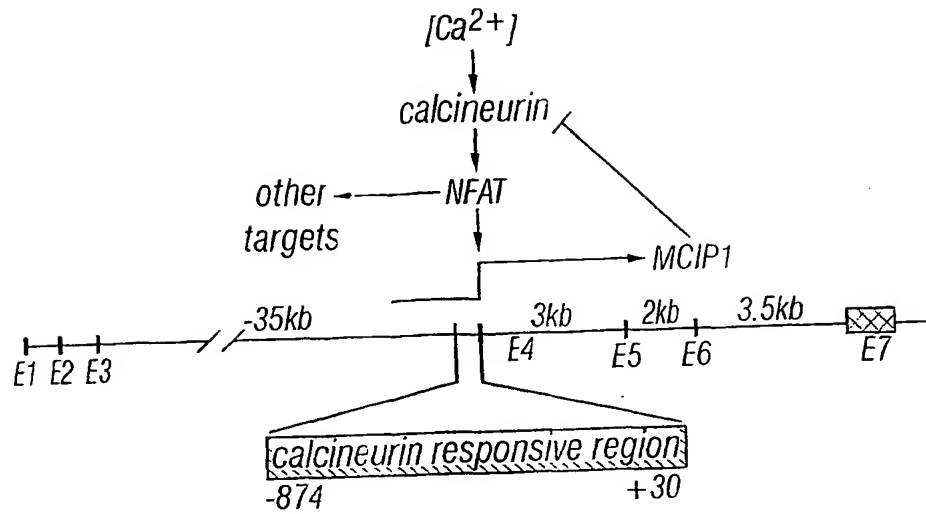 [Ca2+]
calcineurin
other targets
NFAT
MCIP1
-35kb
3kb
2kb
3.5kb
E1
E2
E3
E4
E5
E6
E7
calcineurin responsive region
-874
+30